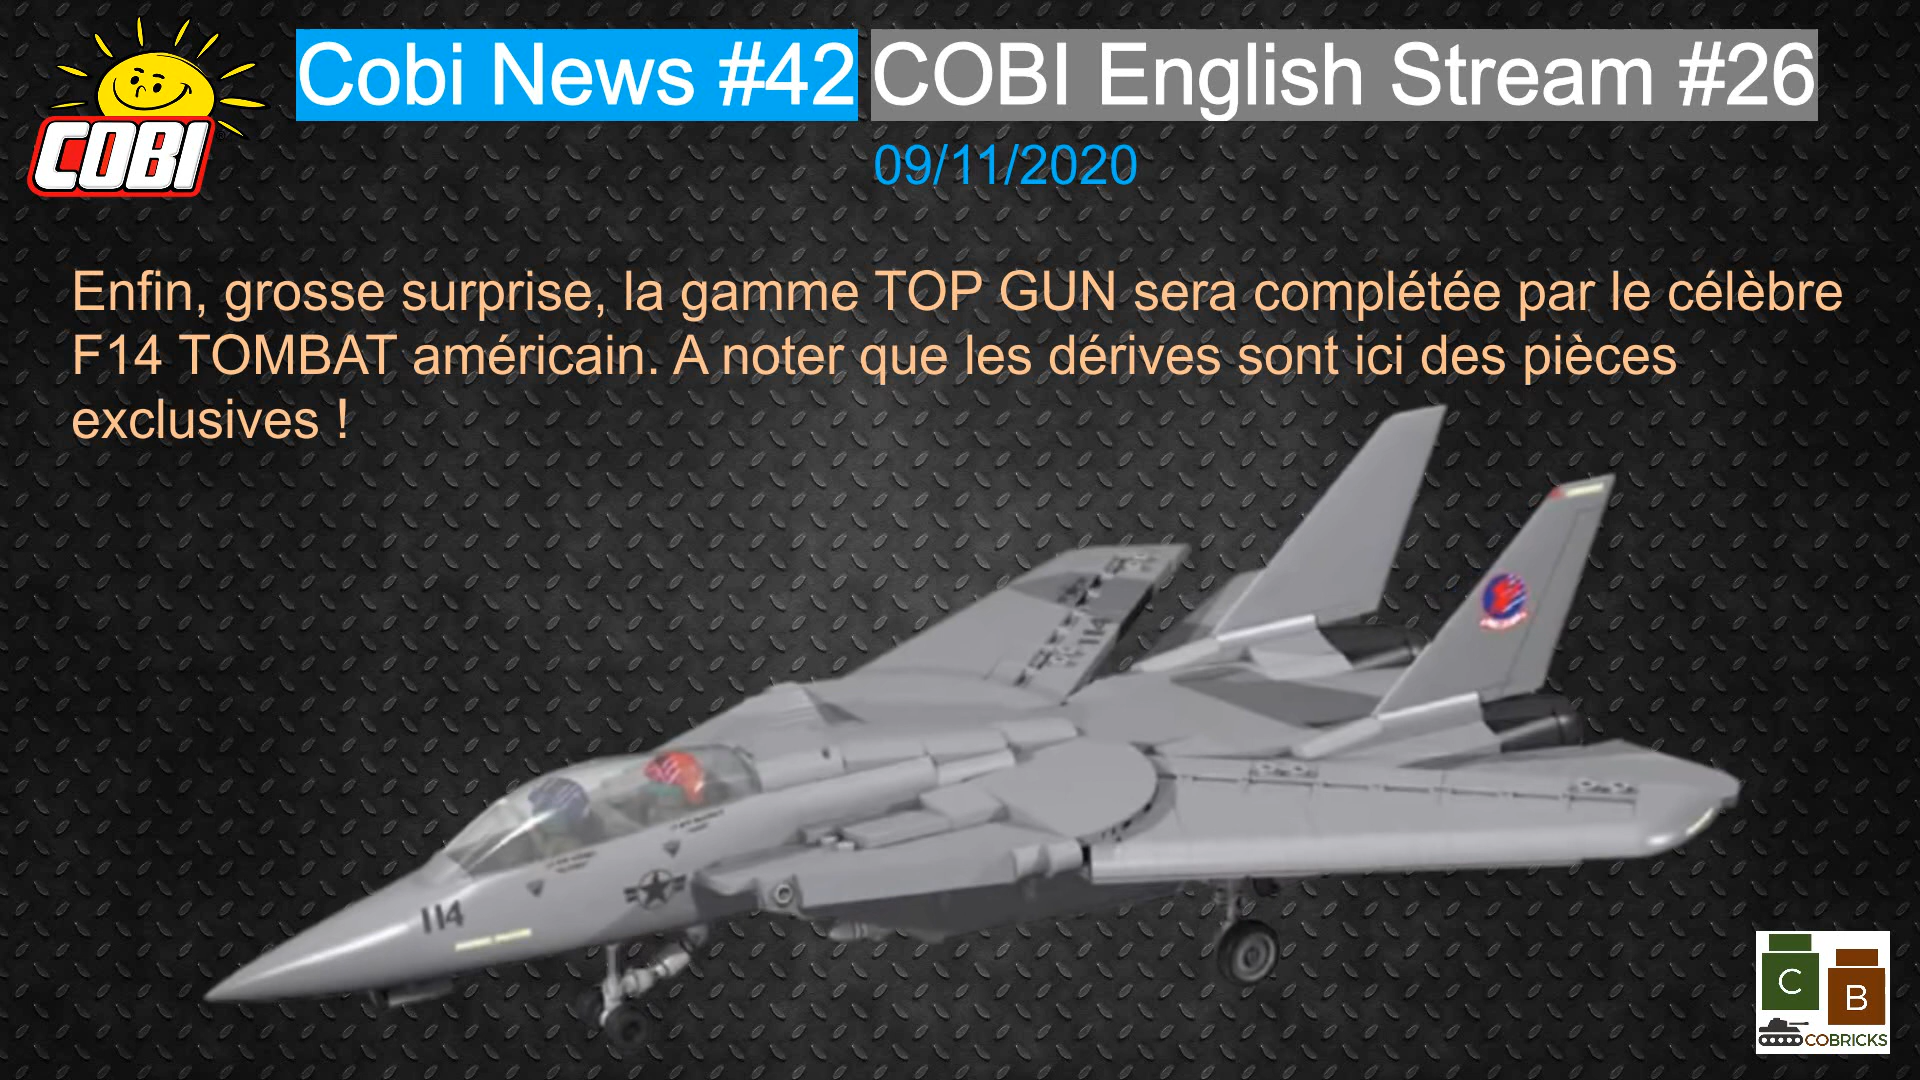 COBI
Cobi News #42 COBI English Stream #26
09/11/2020
Enfin, grosse surprise, la gamme TOP GUN sera complétée par le célèbre
F14 TOMBAT américain. A noter que les dérives sont ici des pièces
exclusives !
114
114
C
B
COBRICKS